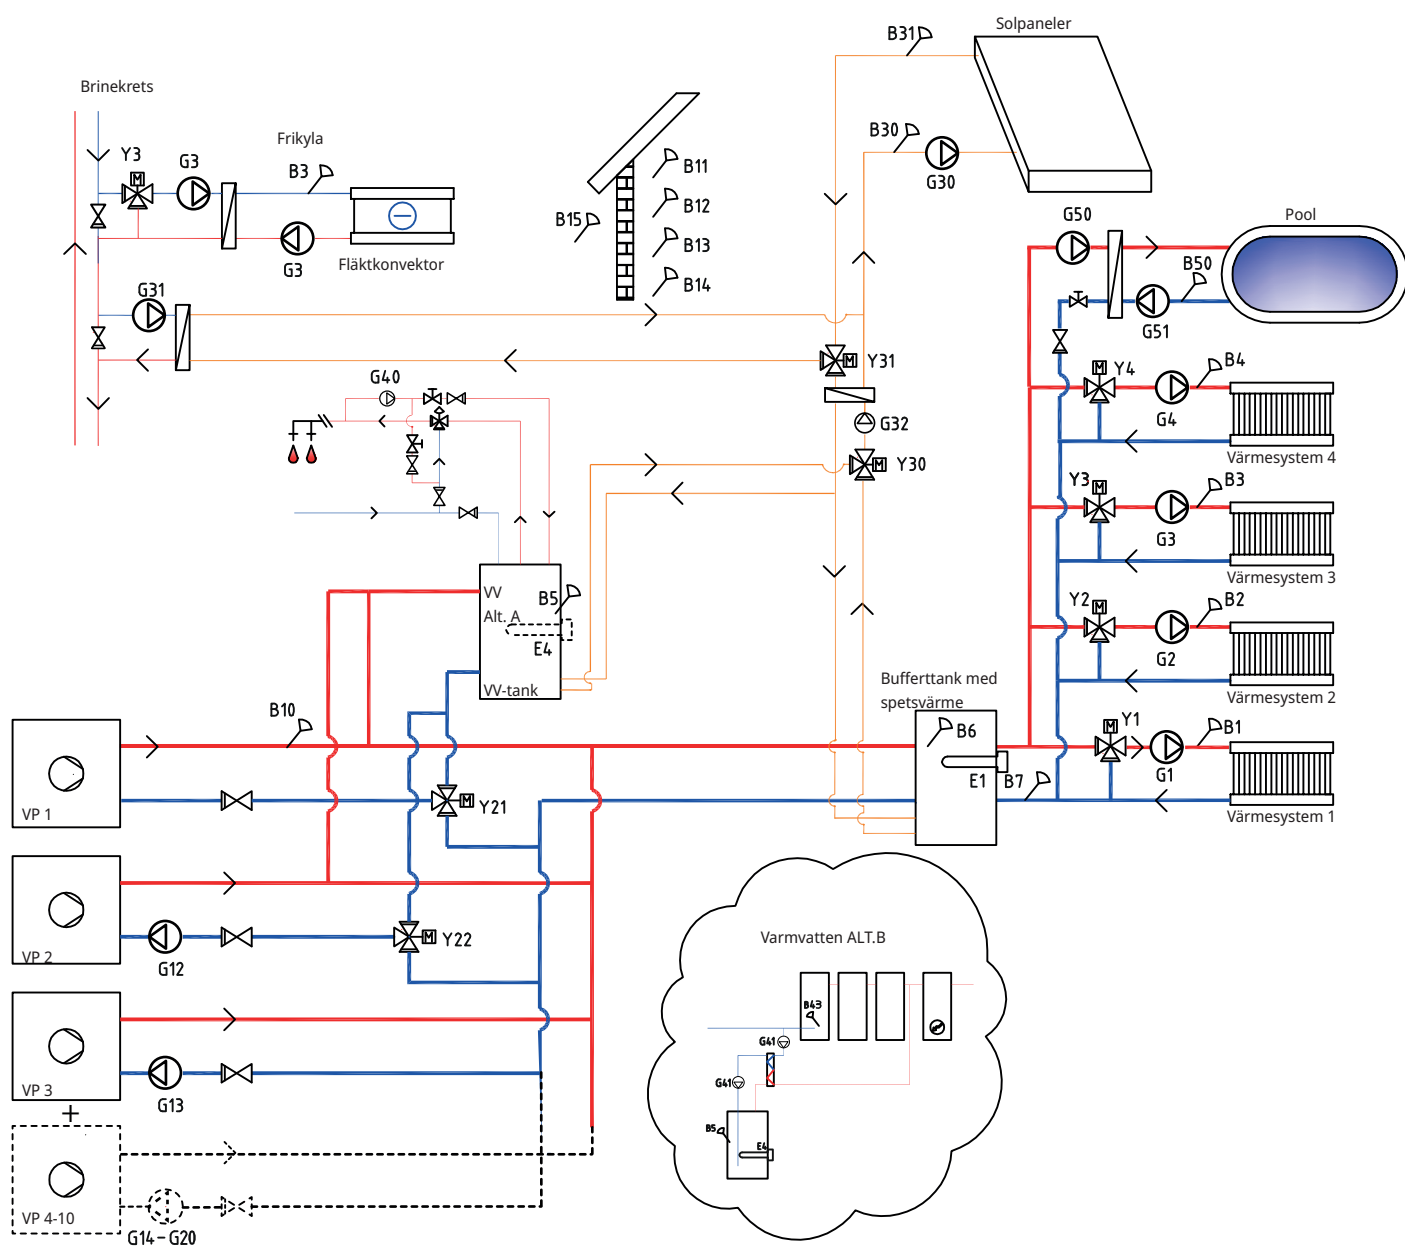 Solpaneler
B31
Brinekrets
B30
G30
Frikyla
Y3
G3
B3
M
B11
B12
B15
B13
B14
G3
Fläktkonvektor
G50
Pool
B50
G51
G31
Y31
M
G40
G32
Y30
M
Y4
M
B4
G4
Värmesystem 4
Y3
M
B3
G3
Värmesystem 3
Y2
M
B2
G2
Värmesystem 2
VV
B5
Alt. A
E4
VV-tank
Bufferttank med
spetsvärme
B10
B6
E1
B7
Y1
M
B1
G1
Värmesystem 1
VP 1
M
Y21
VP 2
G12
M
Y22
Varmvatten ALT.B
B43
G41
G41
B5
E4
VP 3
G13
+
VP 4-10
G14-G20